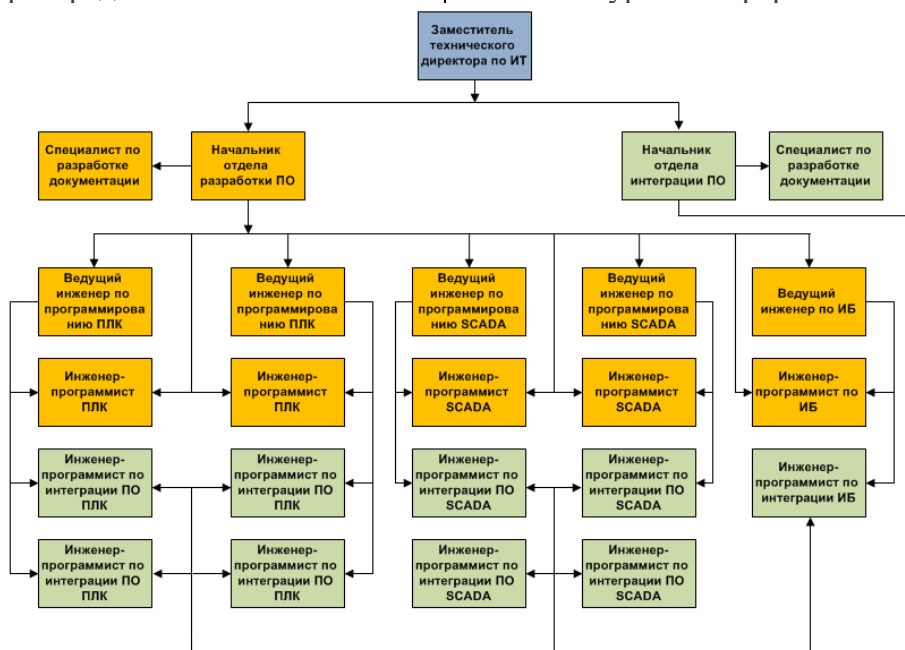 Заместитель
технического
директора по ИТ
Специалист по
разработке
документации
Начальник
отдела
разработки ПО
Начальник
отдела
интеграции ПО
Специалист по
разработке
документации
Ведущий
инженер по
программирова
нию ПЛК
Ведущий
инженер по
программирова
нию ПЛК
Ведущий
инженер по
программирова
нию SCADA
Ведущий
инженер по
программирова
нию SCADA
Ведущий
инженер по ИБ
Инженер-
программист
ПЛК
Инженер-
программист
ПЛК
Инженер-
программист
SCADA
Инженер-
программист
SCADA
Инженер-
программист по
ИБ
Инженер-
программист по
интеграции ПО
ПЛК
Инженер-
программист по
интеграции ПО
ПЛК
Инженер-
программист по
интеграции ПО
SCADA
Инженер-
программист по
интеграции ПО
SCADA
Инженер-
программист по
интеграции ИБ
Инженер-
программист по
интеграции ПО
ПЛК
Инженер-
программист по
интеграции ПО
ПЛК
Инженер-
программист по
интеграции ПО
SCADA
Инженер-
программист по
интеграции ПО
SCADA